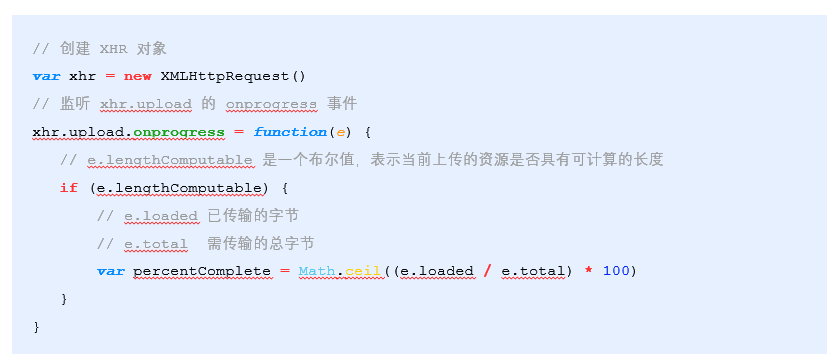 // 创建 XHR 对象
var xhr = new XMLHttpRequest()
// 监听 xhr.upload 的 onprogress 事件
xhr.upload.onprogress = function(e) {
// e.lengthComputable 是一个布尔值，表示当前上传的资源是否具有可计算的长度
if (e.lengthComputable) {
// e.loaded 已传输的字节
// e.total 需传输的总字节
var percentComplete = Math.ceil((e.loaded / e.total) * 100)
}
}